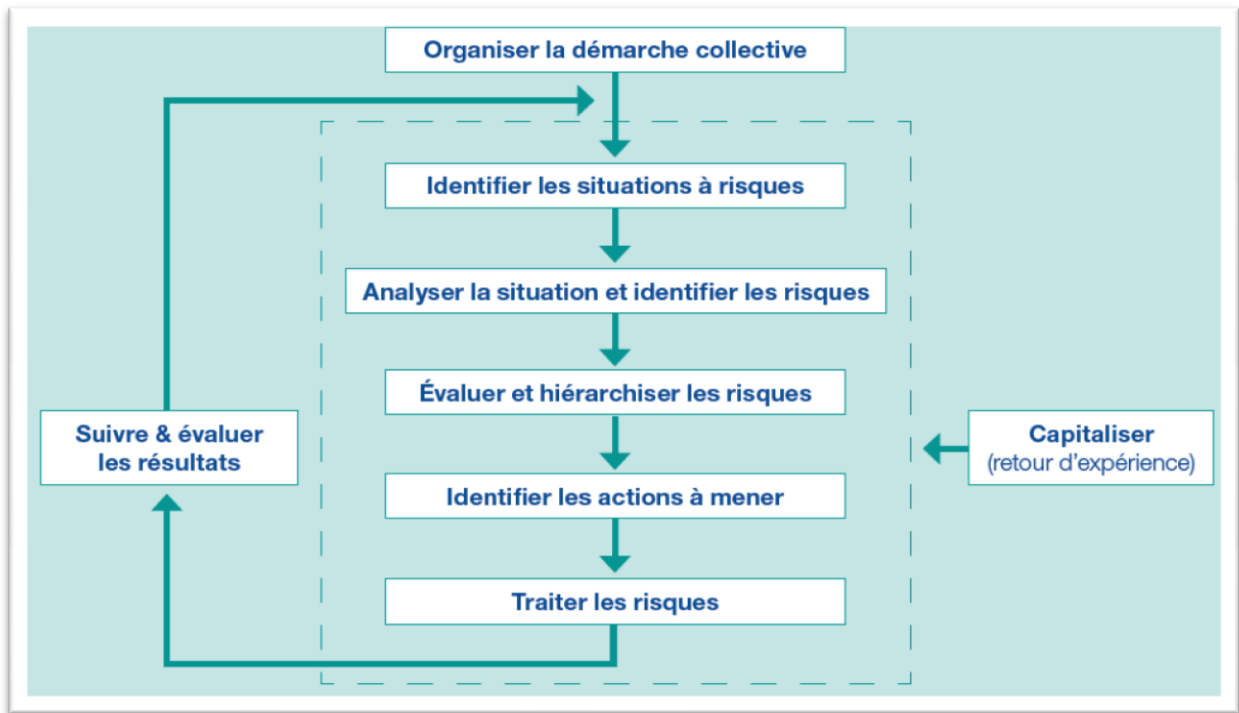 Organiser la démarche collective
Identifier les situations à risques
Analyser la situation et identifier les risques
Évaluer et hiérarchiser les risques
Suivre & évaluer
les résultats
Capitaliser
(retour d'expérience)
Identifier les actions à mener
Traiter les risques